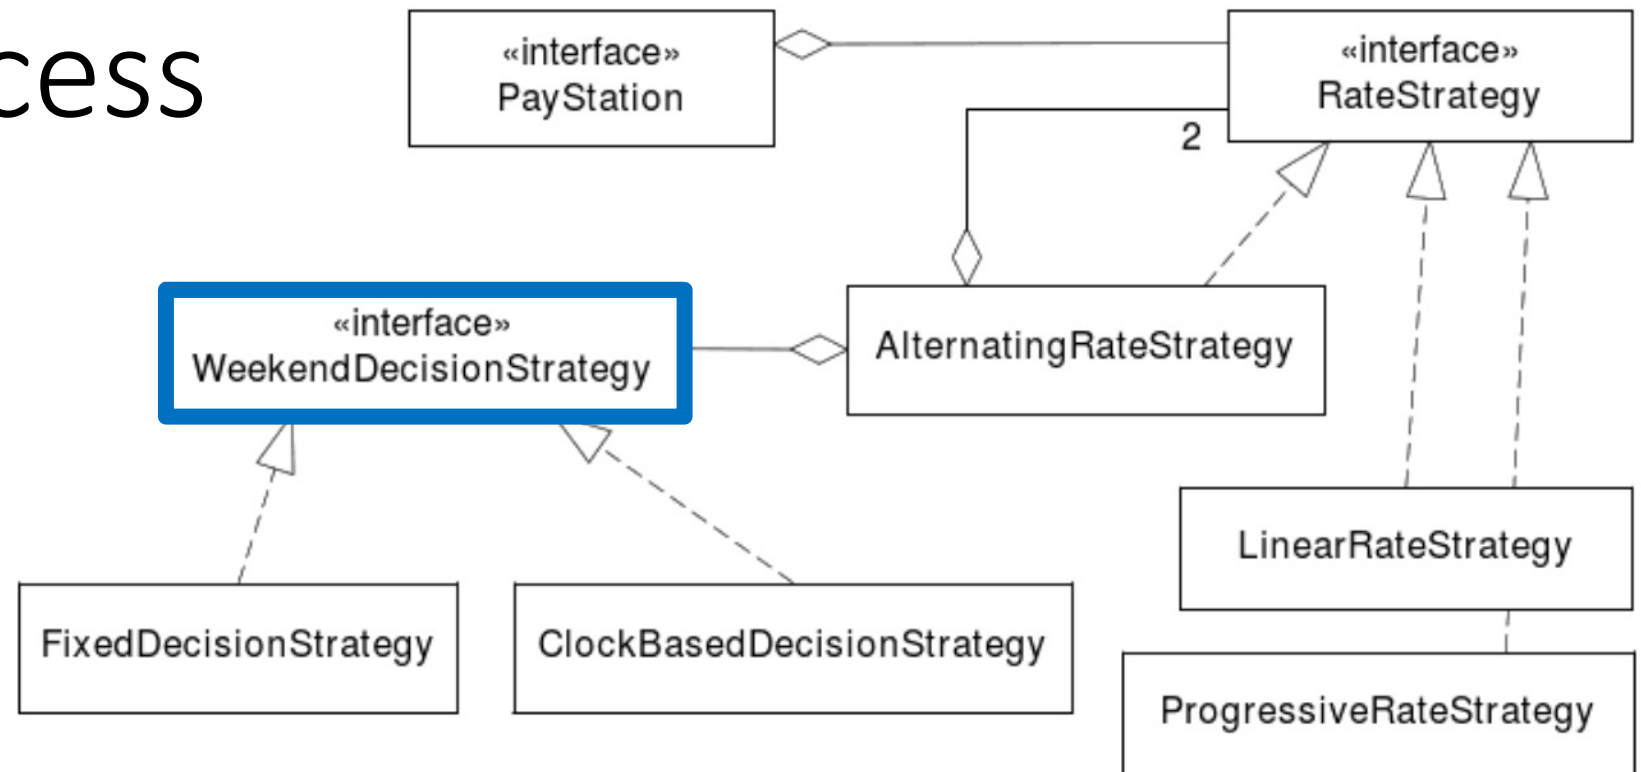 cess
«interface»
PayStation
«interface»
RateStrategy
2
«interface»
WeekendDecisionStrategy
AlternatingRateStrategy
LinearRateStrategy
FixedDecisionStrategy
ClockBasedDecisionStrategy
ProgressiveRateStrategy